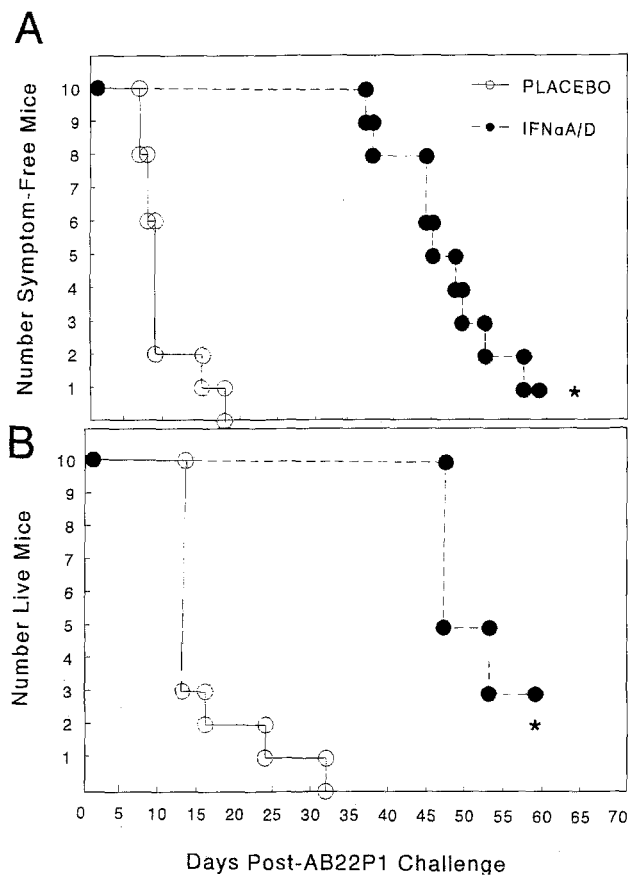 A
Number Symptom-Free Mice
10
9
8
7
6
5
4
3
2
1
PLACEBO
IFNαA/D
*
B
Number Live Mice
10
9
8
7
6
5
4
3
2
1
*
0 5 10 15 20 25 30 35 40 45 50 55 60 70
Days Post-AB22P1 Challenge